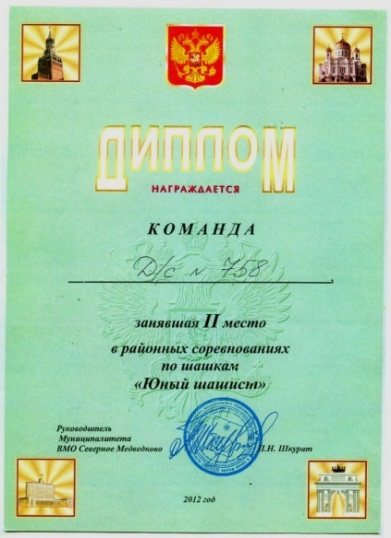 ДИПЛОМ
НАГРАЖДАЕТСЯ
КОМАНДА
Д/с № 758
занявшая II место
в районных соревнованиях
по шашкам
«Юный шашист»
Руководитель
Муниципалитета
ВМО Северное Медведково
П.Н. Шкурат
2012 год